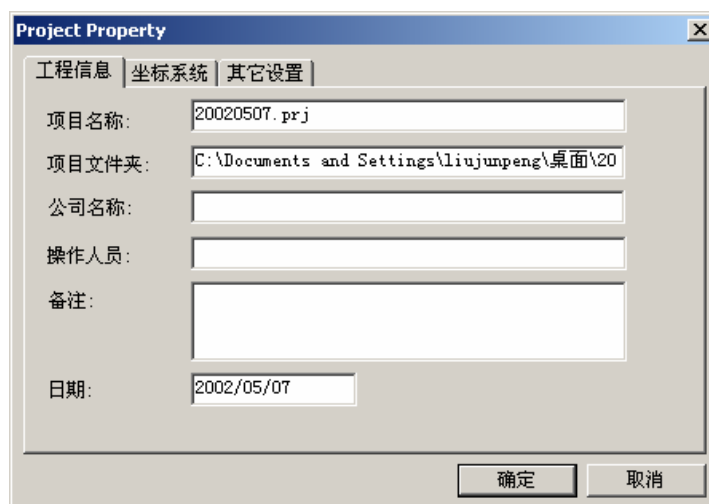 Project Property
工程信息 坐标系统 其它设置
项目名称: 20020507.prj
项目文件夹: C:\Documents and Settings\liujunpeng\桌面\20
公司名称:
操作人员:
备注:
日期: 2002/05/07
确定 取消